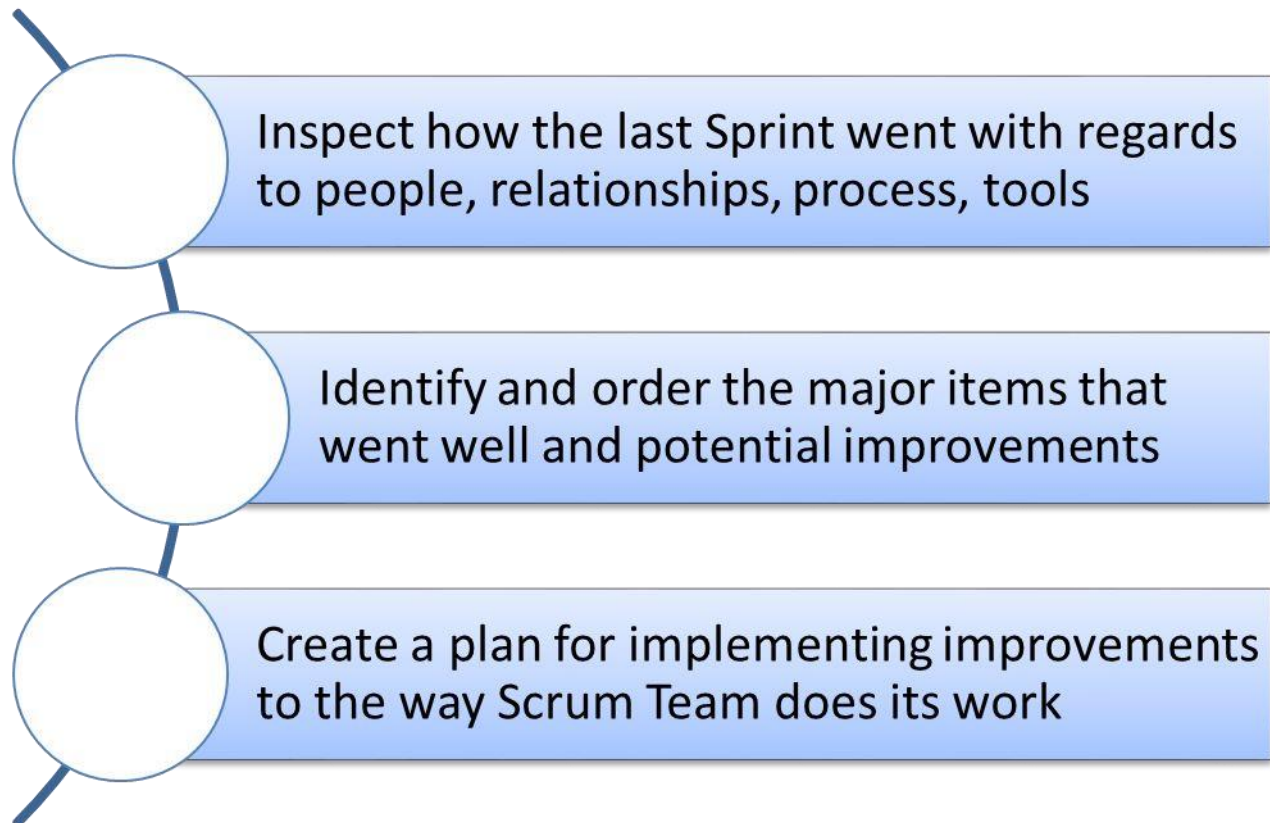 Inspect how the last Sprint went with regards
to people, relationships, process, tools
Identify and order the major items that
went well and potential improvements
Create a plan for implementing improvements
to the way Scrum Team does its work